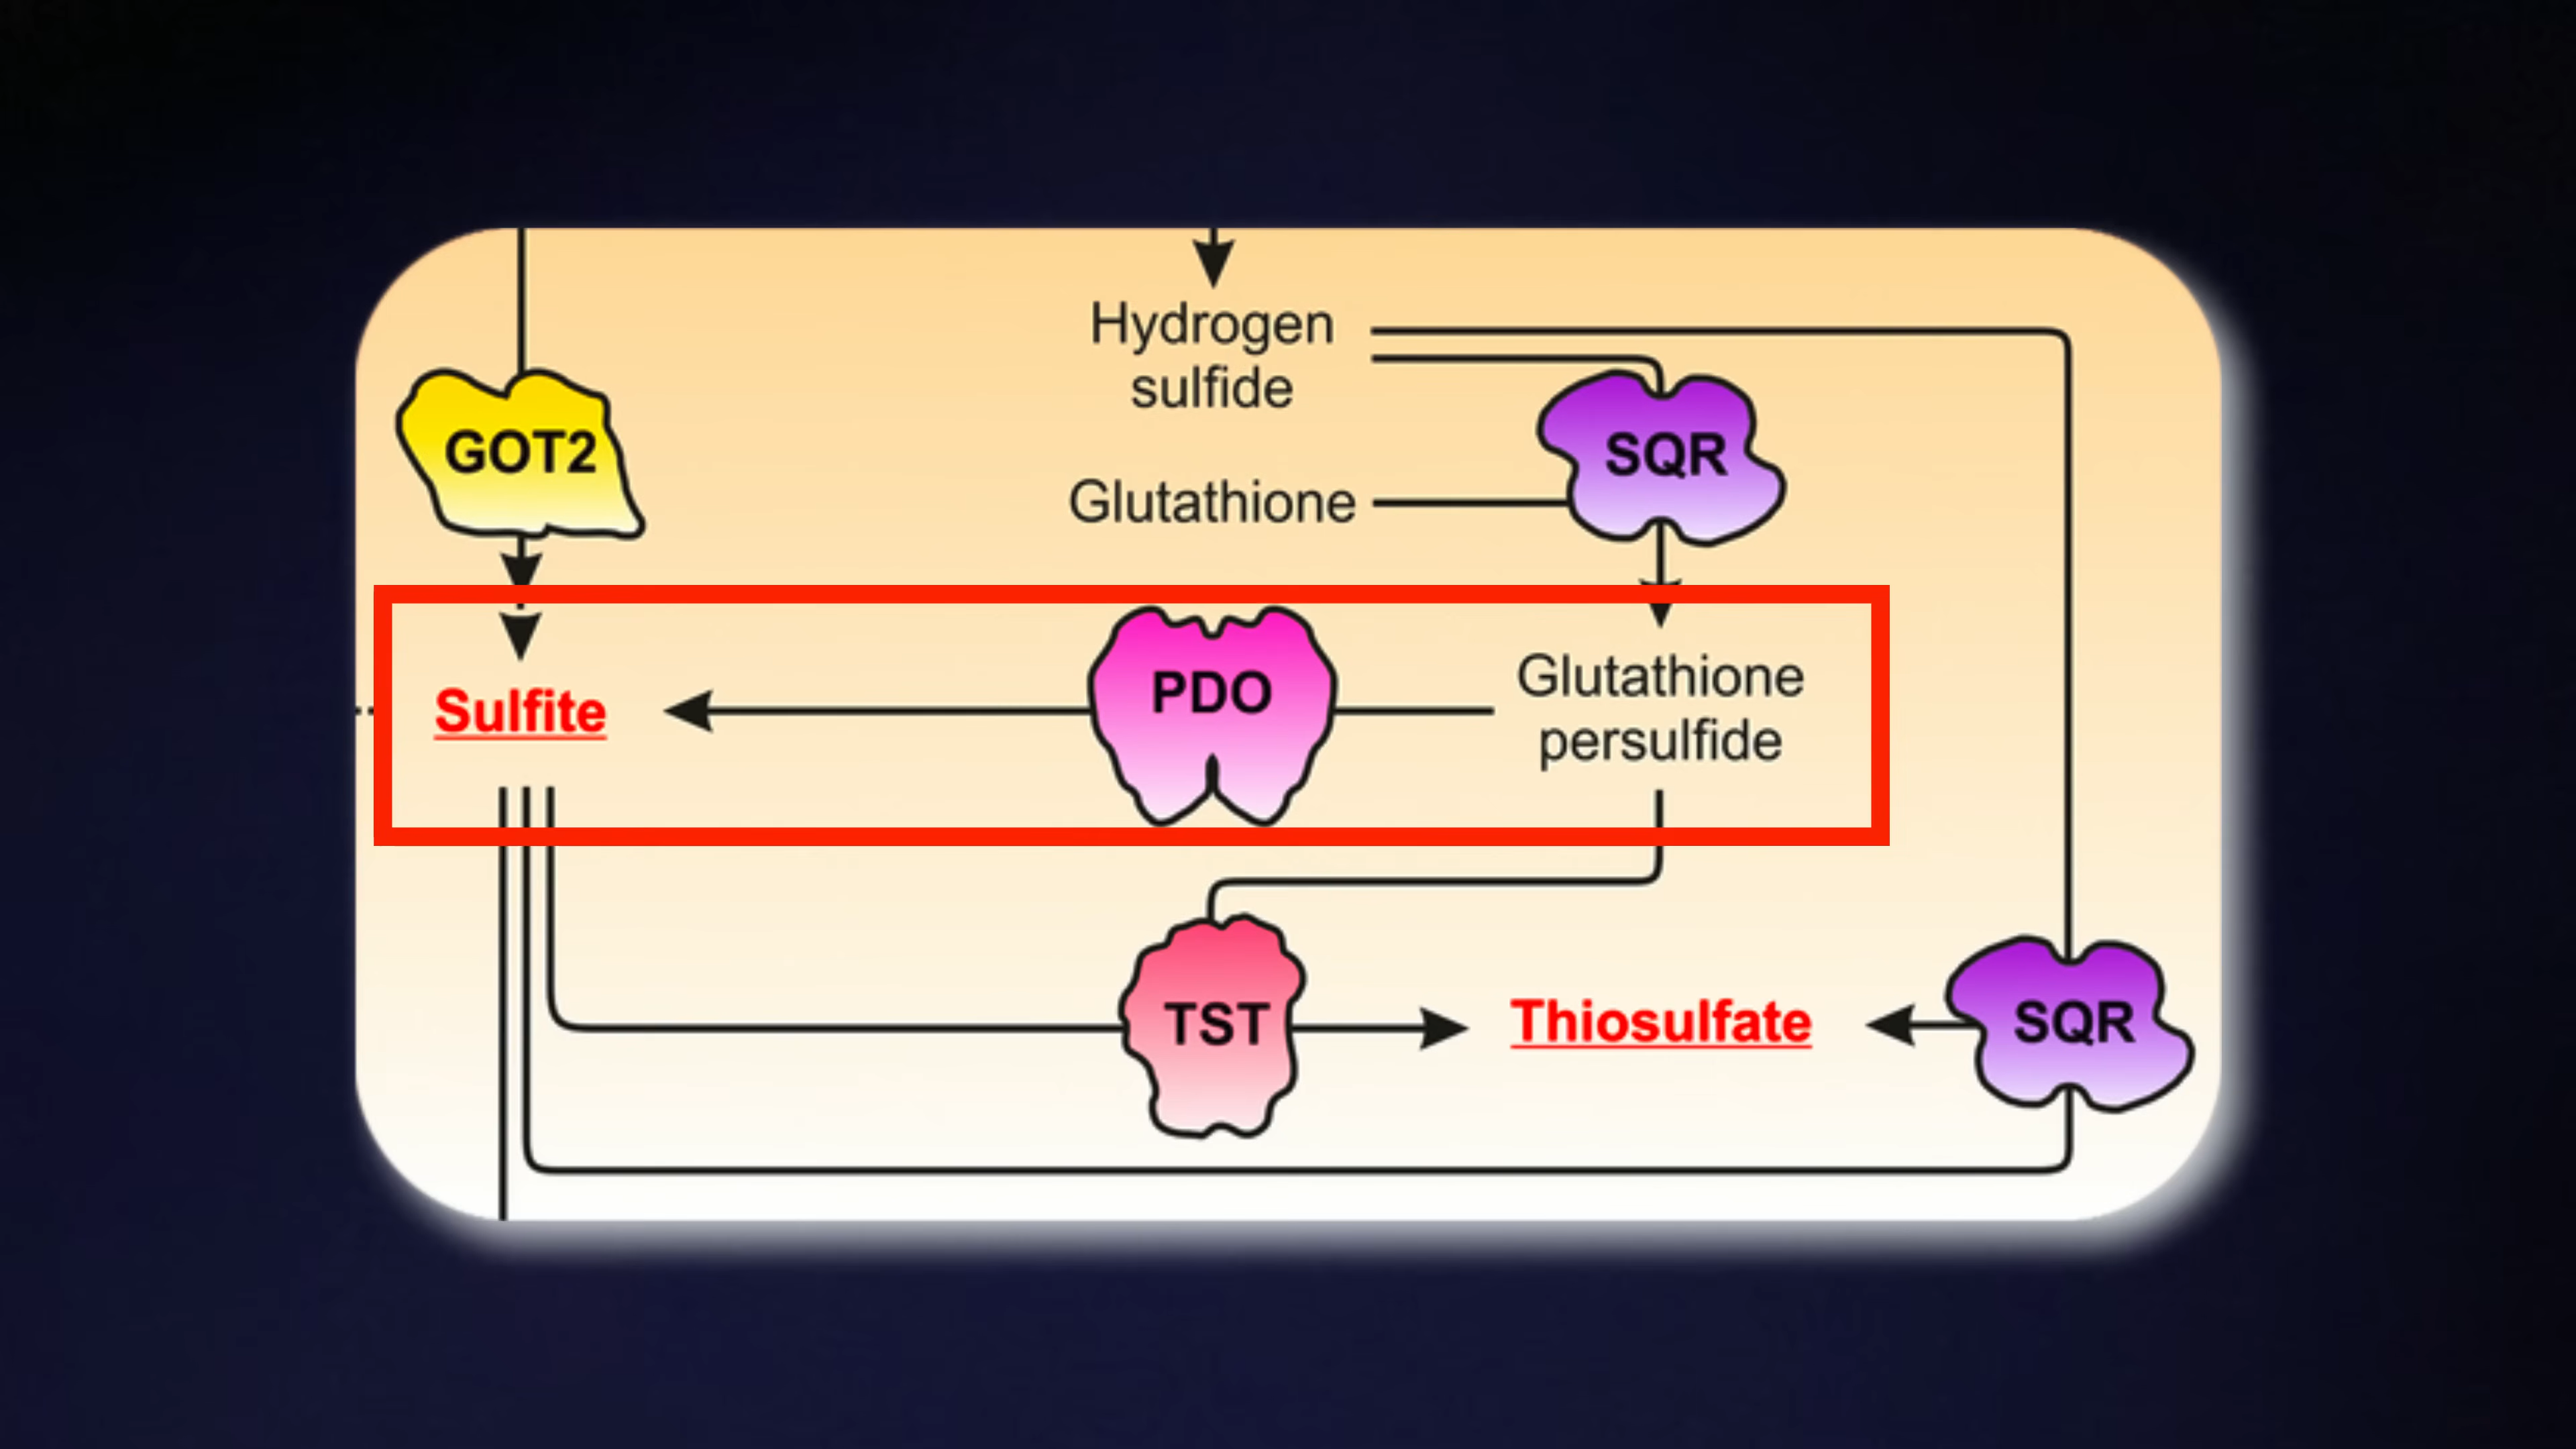 Hydrogen
sulfide
GOT2
SQR
Glutathione
Sulfite
PDO
Glutathione
persulfide
TST
Thiosulfate
SQR